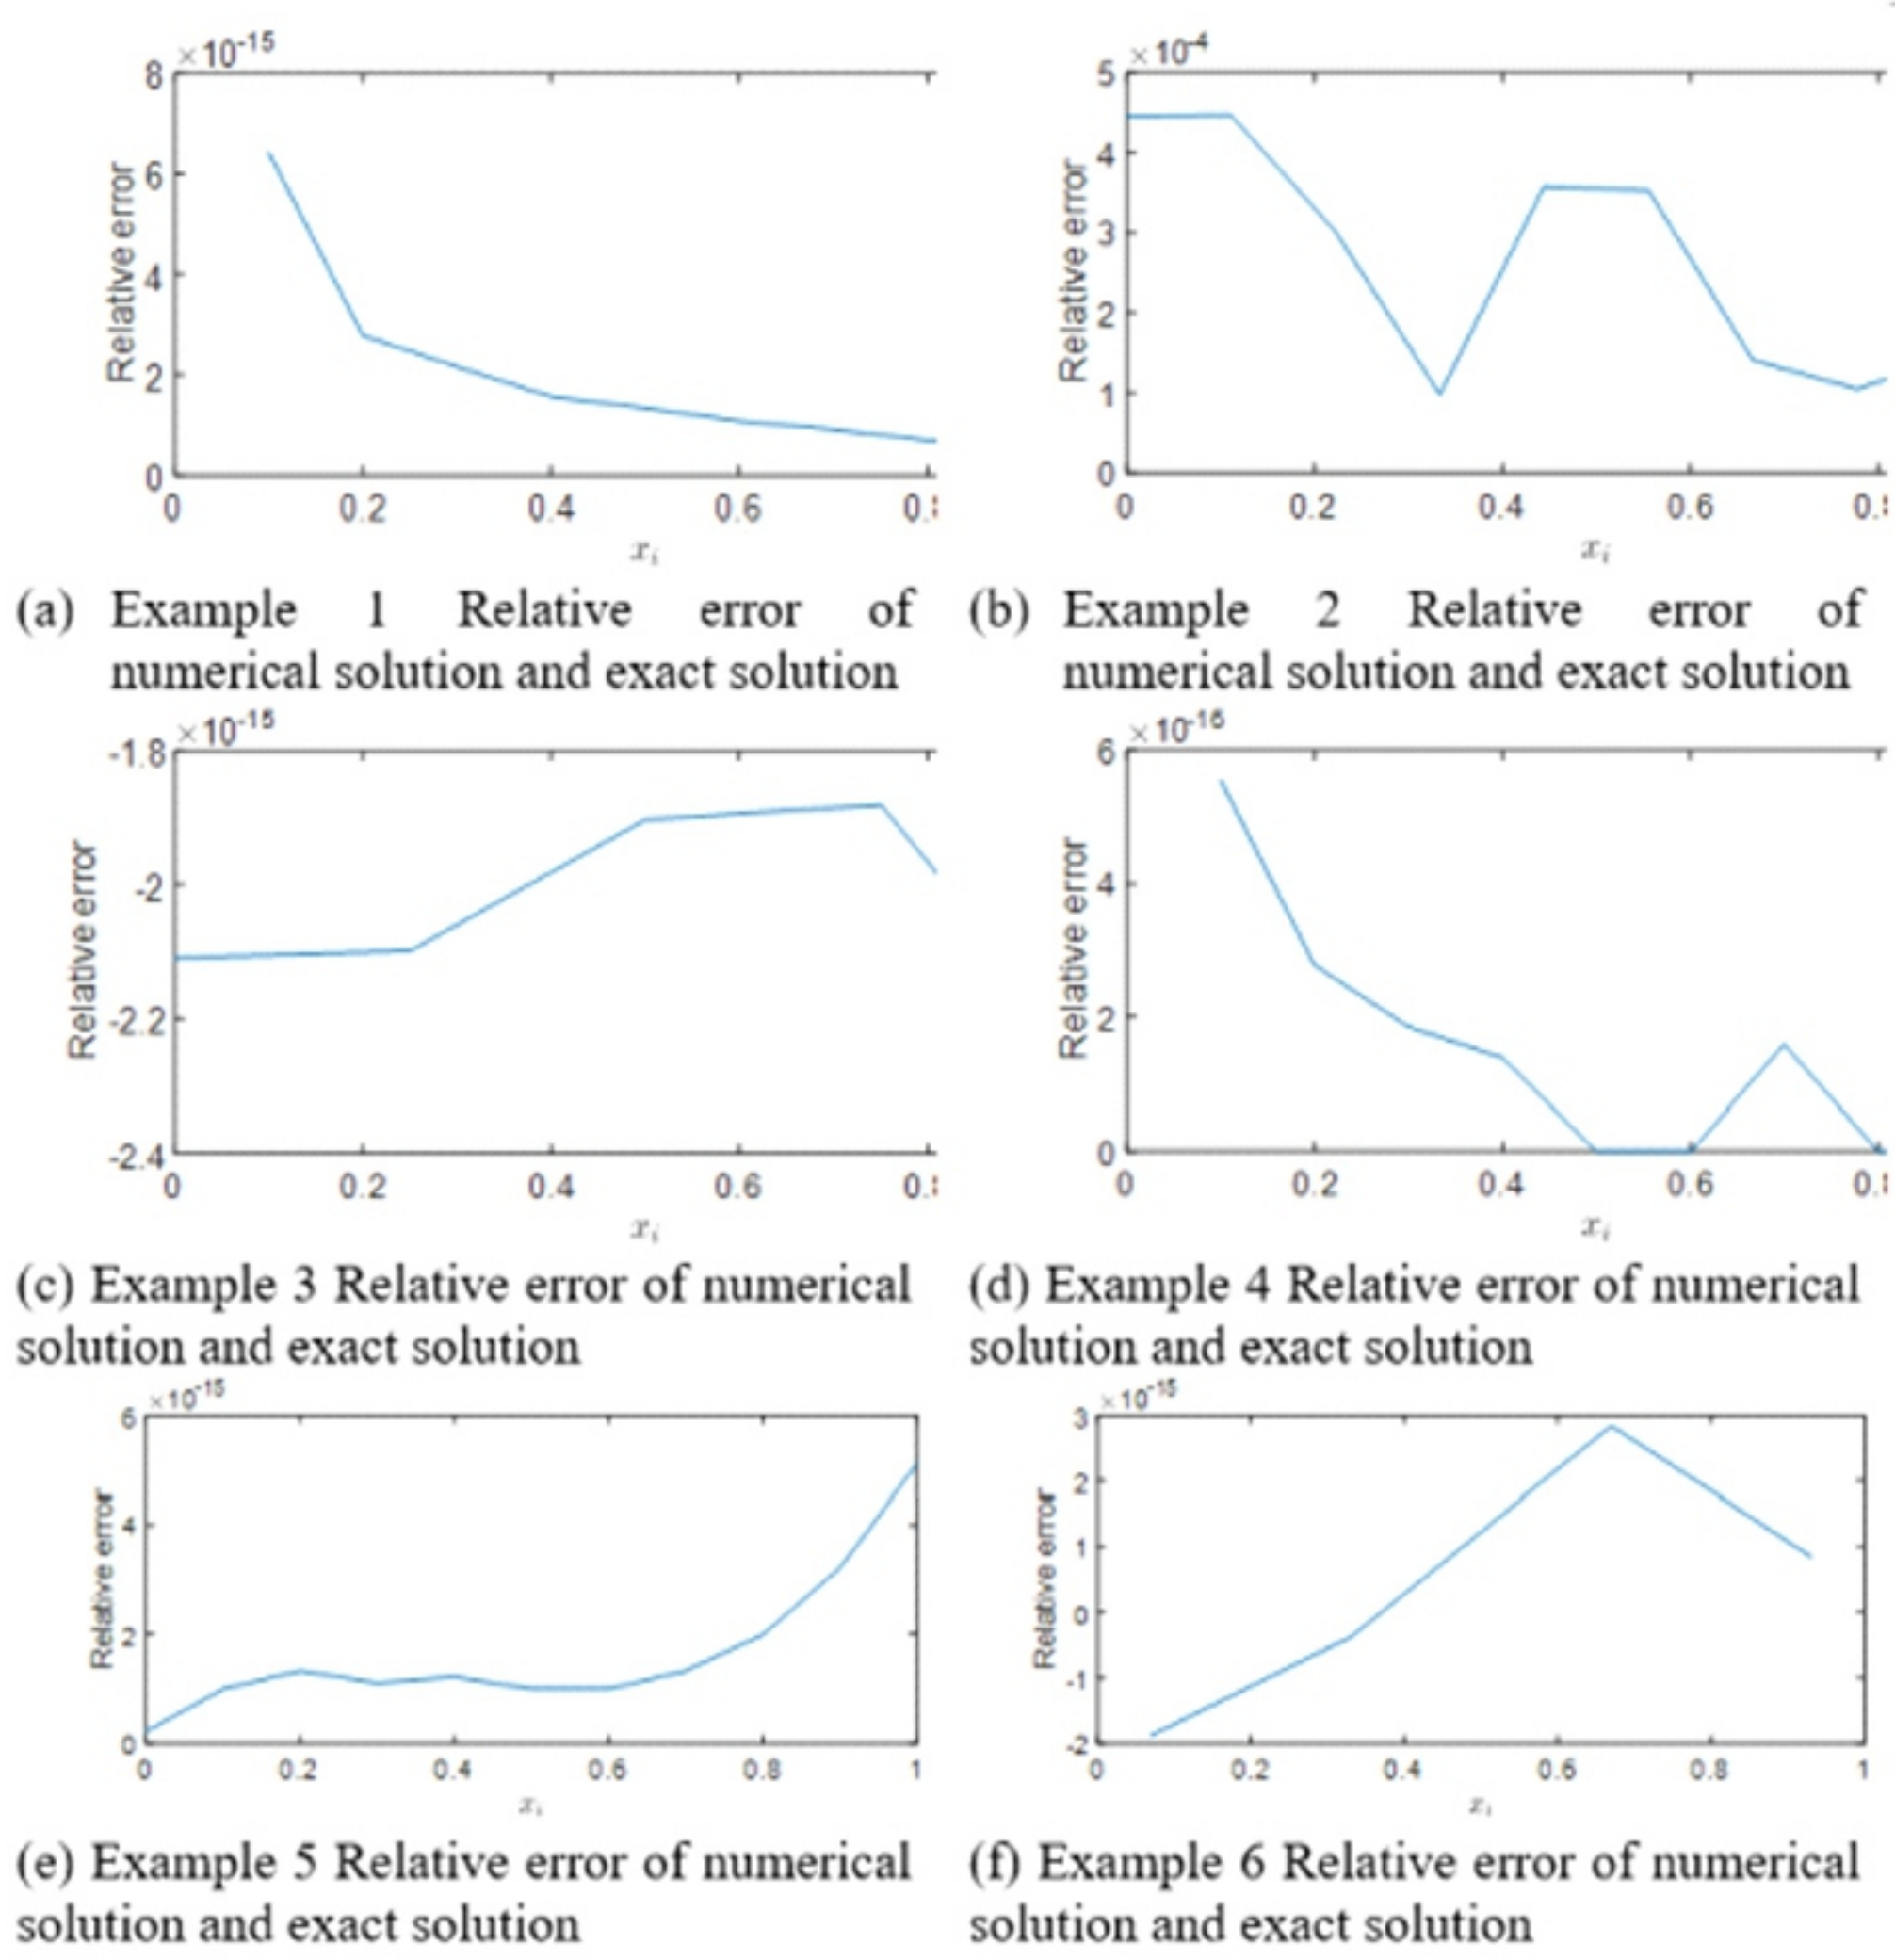 ×10⁻¹⁵
8
6
4
2
0
Relative error
0 0.2 0.4 0.6
xᵢ
(a) Example 1 Relative error of
numerical solution and exact solution
×10⁻⁴
5
4
3
2
1
0
Relative error
0 0.2 0.4 0.6
xᵢ
(b) Example 2 Relative error of
numerical solution and exact solution
×10⁻¹⁵
-1.8
-2
-2.2
-2.4
Relative error
0 0.2 0.4 0.6
xᵢ
(c) Example 3 Relative error of numerical
solution and exact solution
×10⁻¹⁶
6
4
2
0
Relative error
0 0.2 0.4 0.6
xᵢ
(d) Example 4 Relative error of numerical
solution and exact solution
×10⁻¹⁵
6
4
2
0
Relative error
0 0.2 0.4 0.6 0.8 1
xᵢ
(e) Example 5 Relative error of numerical
solution and exact solution
×10⁻¹⁵
3
2
1
0
-1
-2
Relative error
0 0.2 0.4 0.6 0.8 1
xᵢ
(f) Example 6 Relative error of numerical
solution and exact solution